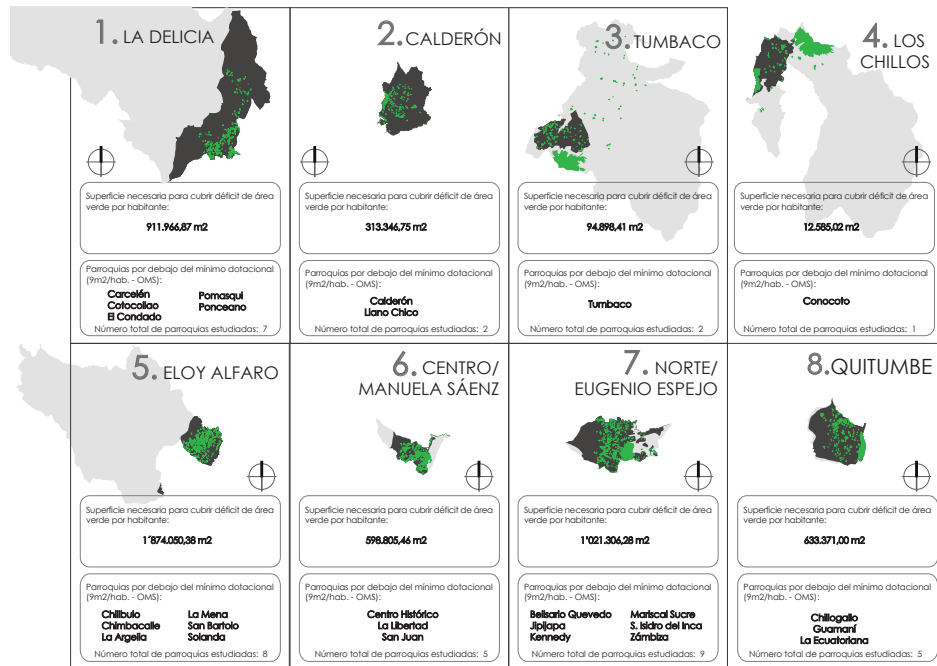 1. LA DELICIA
Superficie necesaria para cubrir déficit de área
verde por habitante:
911.966,87 m2
Parroquias por debajo del mínimo dotacional
(9m2/hab. - OMS):
Carcelén Pomasqui
Cotocollao Ponceano
El Condado
Número total de parroquias estudiadas: 7
2. CALDERÓN
Superficie necesaria para cubrir déficit de área
verde por habitante:
313.346,75 m2
Parroquias por debajo del mínimo dotacional
(9m2/hab. - OMS):
Calderón
Llano Chico
Número total de parroquias estudiadas: 2
3. TUMBACO
Superficie necesaria para cubrir déficit de área
verde por habitante:
94.898,41 m2
Parroquias por debajo del mínimo dotacional
(9m2/hab. - OMS):
Tumbaco
Número total de parroquias estudiadas: 2
4. LOS
CHILLOS
Superficie necesaria para cubrir déficit de área
verde por habitante:
12.585,02 m2
Parroquias por debajo del mínimo dotacional
(9m2/hab. - OMS):
Conocoto
Número total de parroquias estudiadas: 1
5. ELOY ALFARO
Superficie necesaria para cubrir déficit de área
verde por habitante:
1´874.050,38 m2
Parroquias por debajo del mínimo dotacional
(9m2/hab. - OMS):
Chilibulo La Mena
Chimbacalle San Bartolo
La Argelia Solanda
Número total de parroquias estudiadas: 8
6. CENTRO/
MANUELA SÁENZ
Superficie necesaria para cubrir déficit de área
verde por habitante:
598.805,46 m2
Parroquias por debajo del mínimo dotacional
(9m2/hab. - OMS):
Centro Histórico
La Libertad
San Juan
Número total de parroquias estudiadas: 5
7. NORTE/
EUGENIO ESPEJO
Superficie necesaria para cubrir déficit de área
verde por habitante:
1'021.306,28 m2
Parroquias por debajo del mínimo dotacional
(9m2/hab. - OMS):
Belisario Quevedo Mariscal Sucre
Jipijapa S. Isidro del Inca
Kennedy Zámbiza
Número total de parroquias estudiadas: 9
8. QUITUMBE
Superficie necesaria para cubrir déficit de área
verde por habitante:
633.371,00 m2
Parroquias por debajo del mínimo dotacional
(9m2/hab. - OMS):
Chillogallo
Guamaní
La Ecuatoriana
Número total de parroquias estudiadas: 5